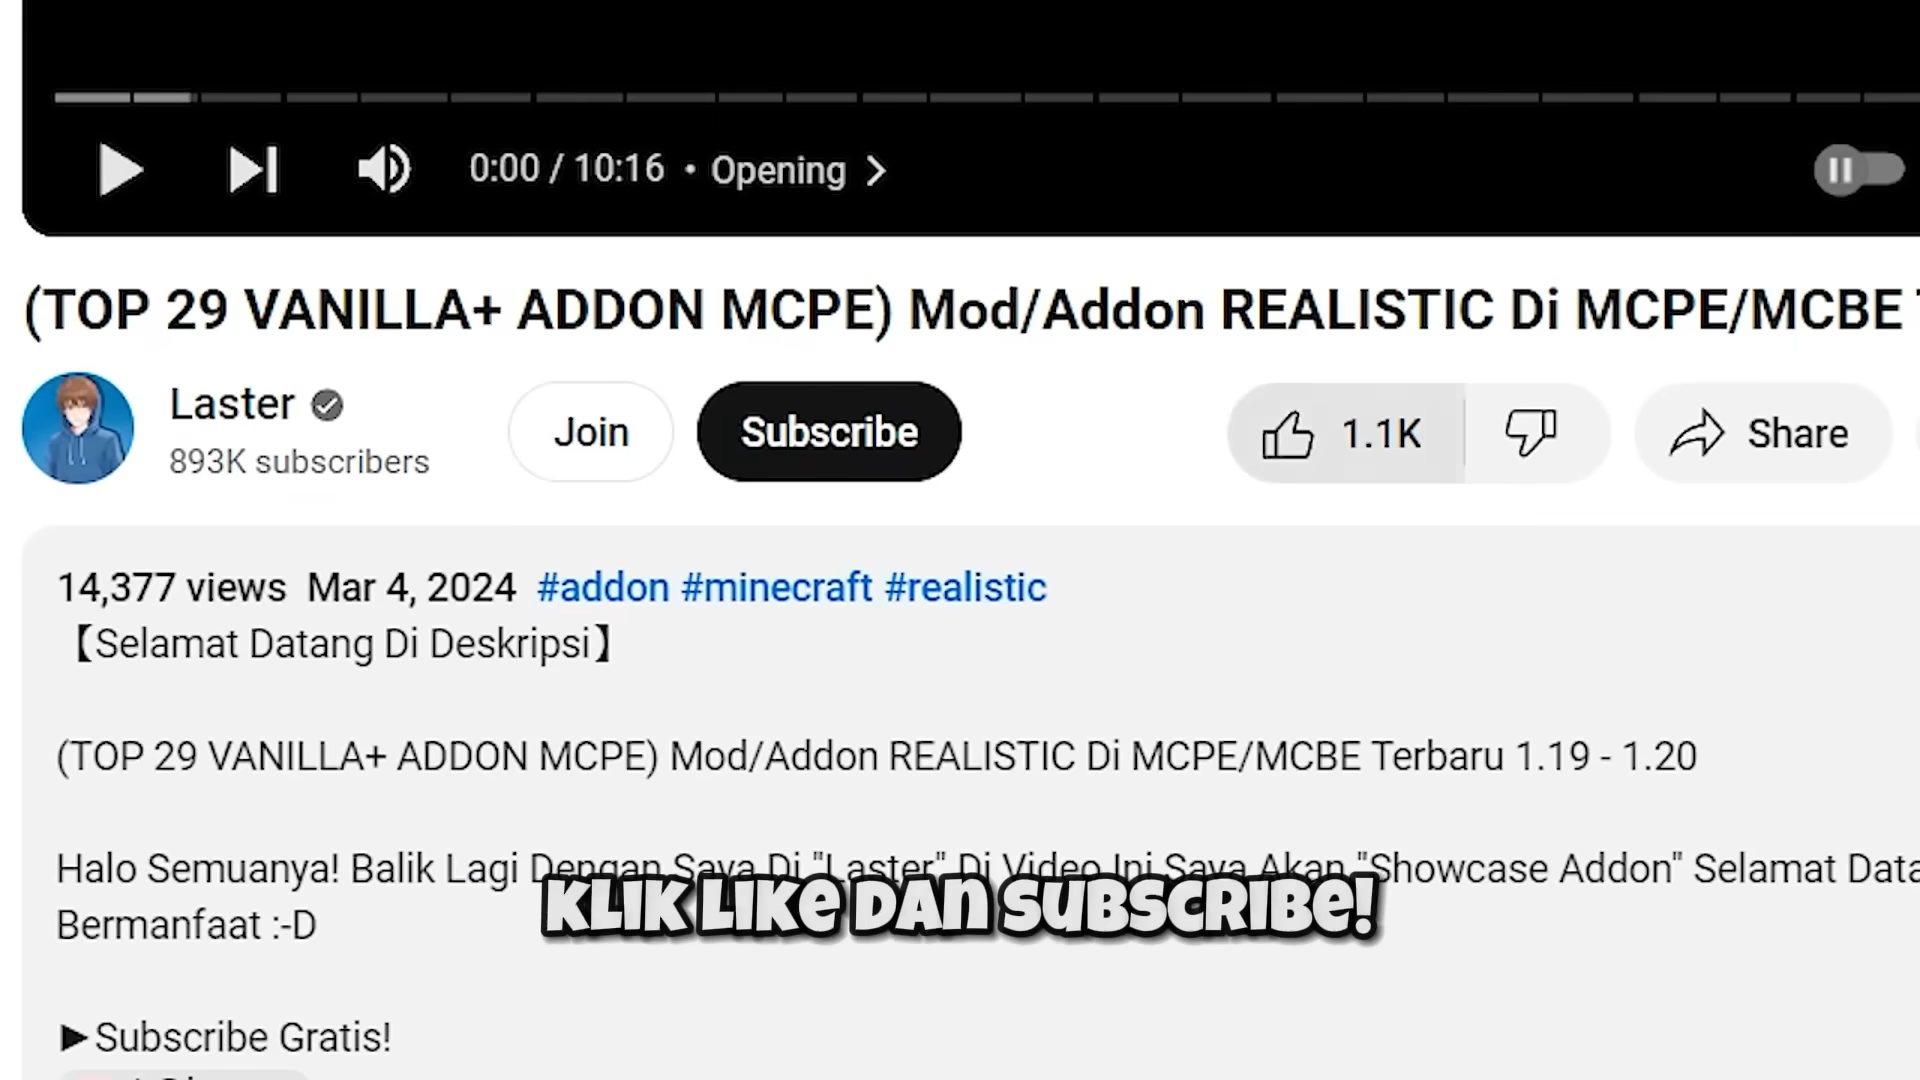 0:00 / 10:16 • Opening
(TOP 29 VANILLA+ ADDON MCPE) Mod/Addon REALISTIC Di MCPE/MCBE
Laster
893K subscribers
Join
Subscribe
1.1K
Share
14,377 views Mar 4, 2024 #addon #minecraft #realistic
【Selamat Datang Di Deskripsi】
(TOP 29 VANILLA+ ADDON MCPE) Mod/Addon REALISTIC Di MCPE/MCBE Terbaru 1.19 - 1.20
Halo Semuanya! Balik Lagi Dengan Saya Di "Laster" Di Video Ini Saya Akan "Showcase Addon" Selamat Data
Bermanfaat :-D
KLIK LIKE DAN SUBSCRIBE!
►Subscribe Gratis!